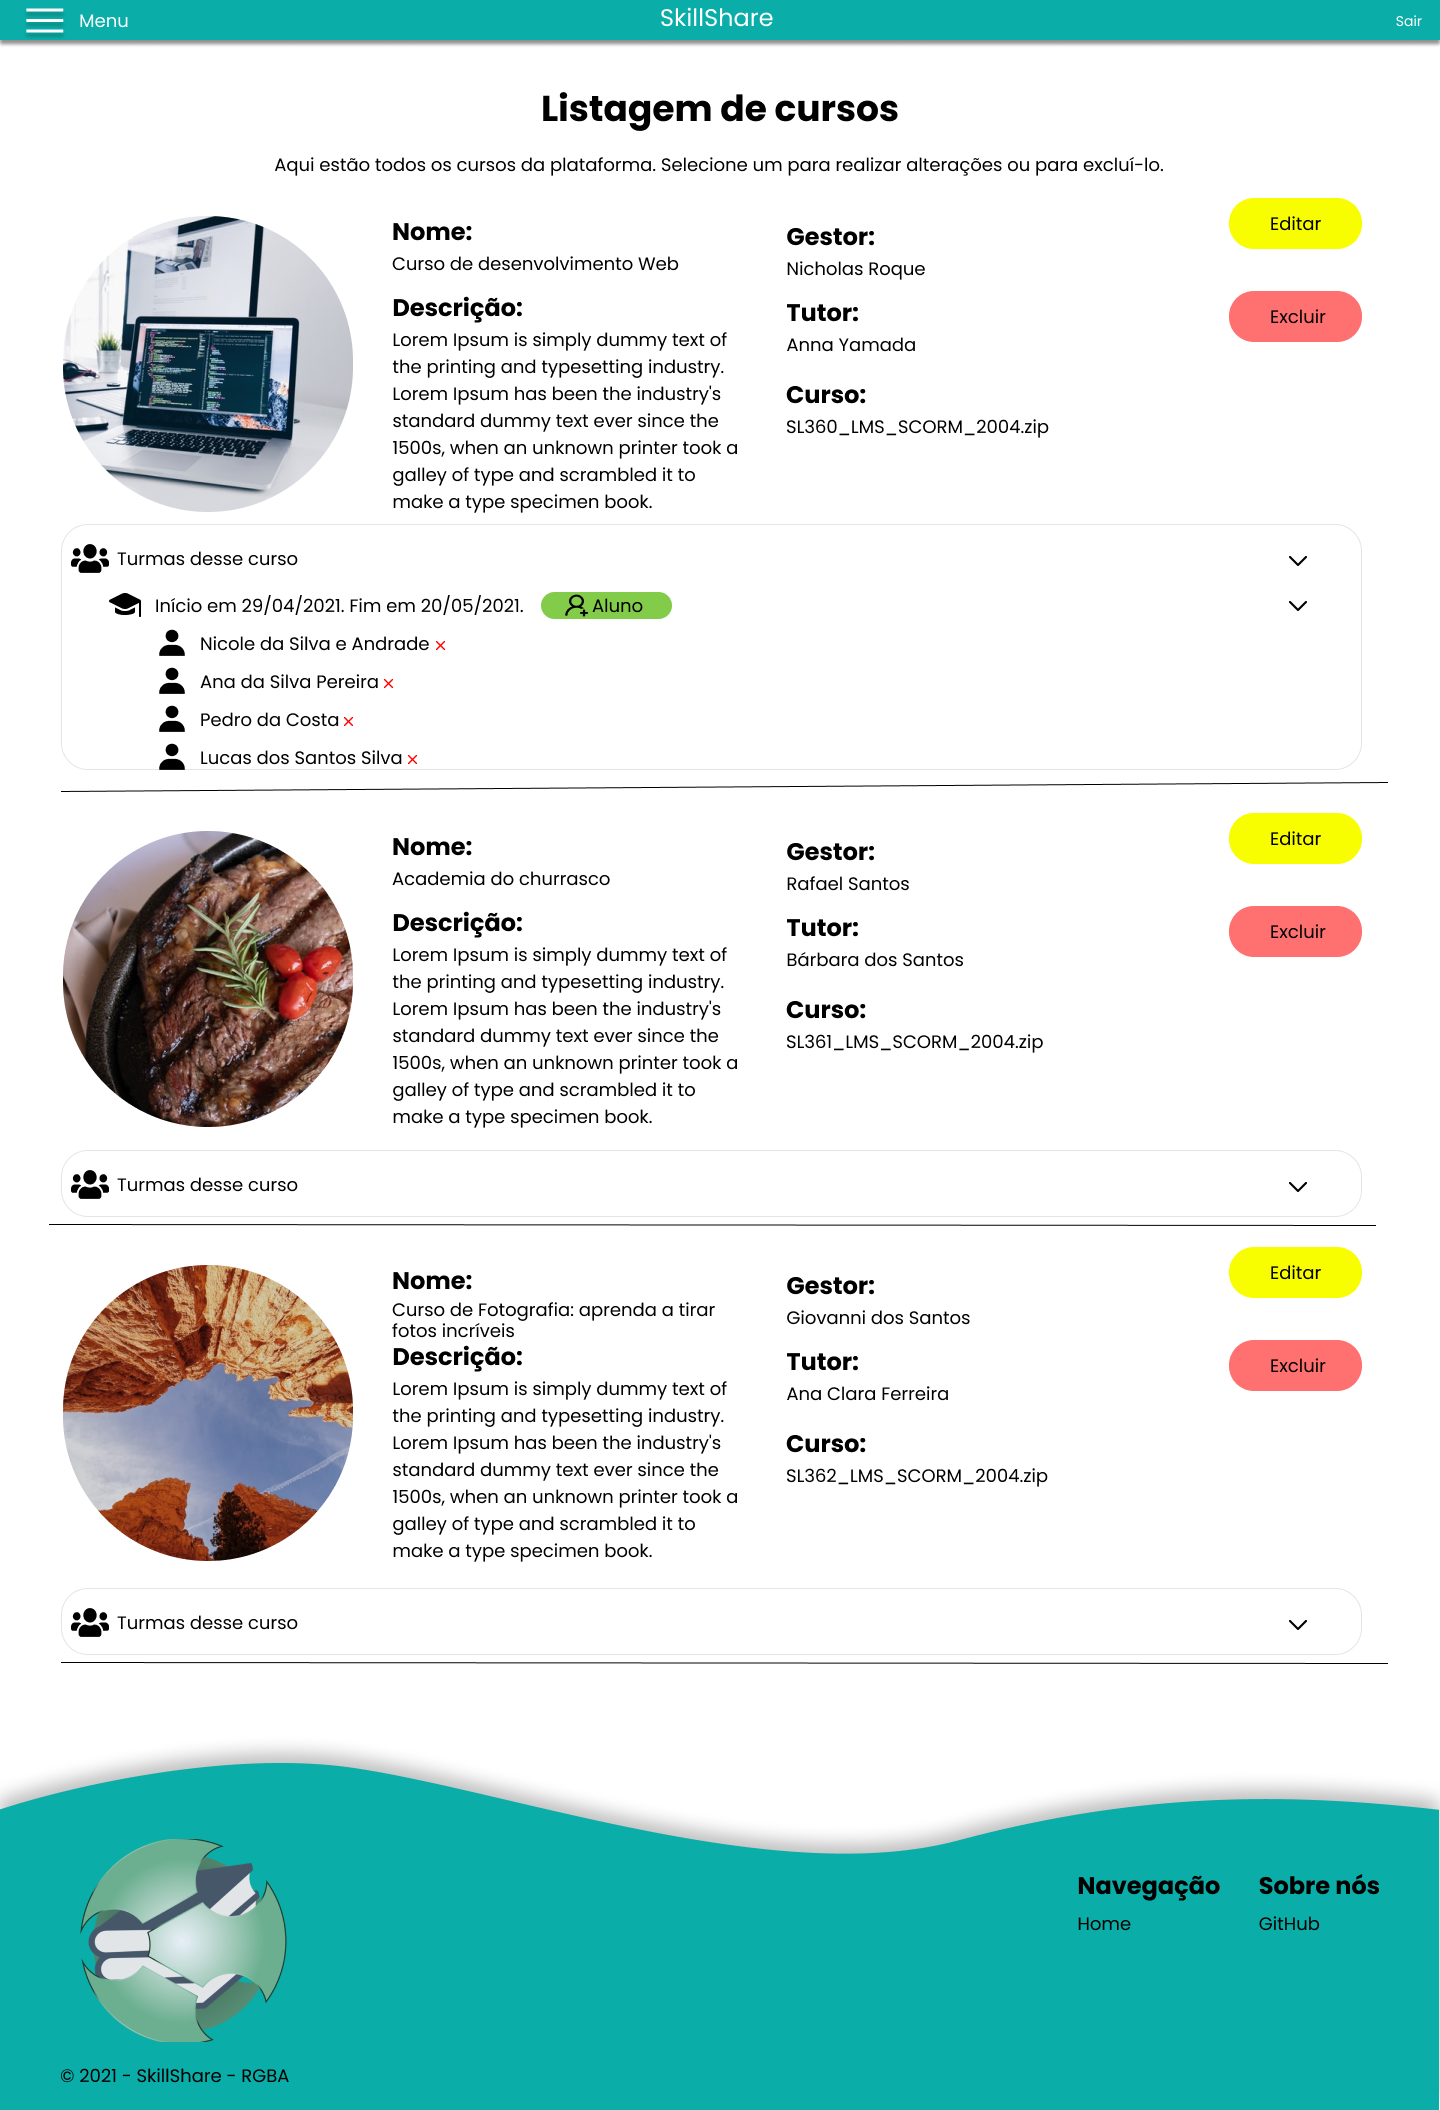 Menu
SkillShare
Sair
Listagem de cursos
Aqui estão todos os cursos da plataforma. Selecione um para realizar alterações ou para excluí-lo.
Nome:
Curso de desenvolvimento Web
Descrição:
Lorem Ipsum is simply dummy text of
the printing and typesetting industry.
Lorem Ipsum has been the industry's
standard dummy text ever since the
1500s, when an unknown printer took a
galley of type and scrambled it to
make a type specimen book.
Gestor:
Nicholas Roque
Tutor:
Anna Yamada
Curso:
SL360_LMS_SCORM_2004.zip
Editar
Excluir
Turmas desse curso
Início em 29/04/2021. Fim em 20/05/2021.
Aluno
Nicole da Silva e Andrade
Ana da Silva Pereira
Pedro da Costa
Lucas dos Santos Silva
Nome:
Academia do churrasco
Descrição:
Lorem Ipsum is simply dummy text of
the printing and typesetting industry.
Lorem Ipsum has been the industry's
standard dummy text ever since the
1500s, when an unknown printer took a
galley of type and scrambled it to
make a type specimen book.
Gestor:
Rafael Santos
Tutor:
Bárbara dos Santos
Curso:
SL361_LMS_SCORM_2004.zip
Editar
Excluir
Turmas desse curso
Nome:
Curso de Fotografia: aprenda a tirar
fotos incríveis
Descrição:
Lorem Ipsum is simply dummy text of
the printing and typesetting industry.
Lorem Ipsum has been the industry's
standard dummy text ever since the
1500s, when an unknown printer took a
galley of type and scrambled it to
make a type specimen book.
Gestor:
Giovanni dos Santos
Tutor:
Ana Clara Ferreira
Curso:
SL362_LMS_SCORM_2004.zip
Editar
Excluir
Turmas desse curso
Navegação
Home
Sobre nós
GitHub
© 2021 - SkillShare - RGBA